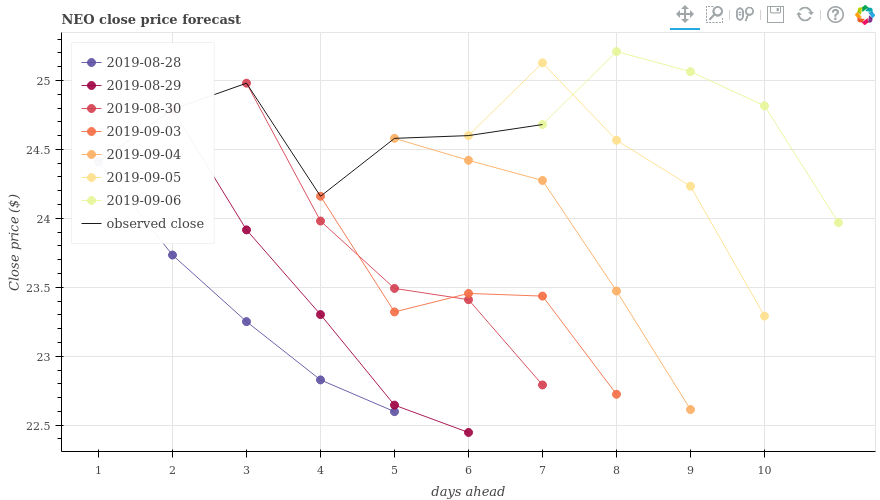 NEO close price forecast
2019-08-28
2019-08-29
2019-08-30
2019-09-03
2019-09-04
2019-09-05
2019-09-06
observed close
25
24.5
24
23.5
23
22.5
Close price ($)
1 2 3 4 5 6 7 8 9 10
days ahead